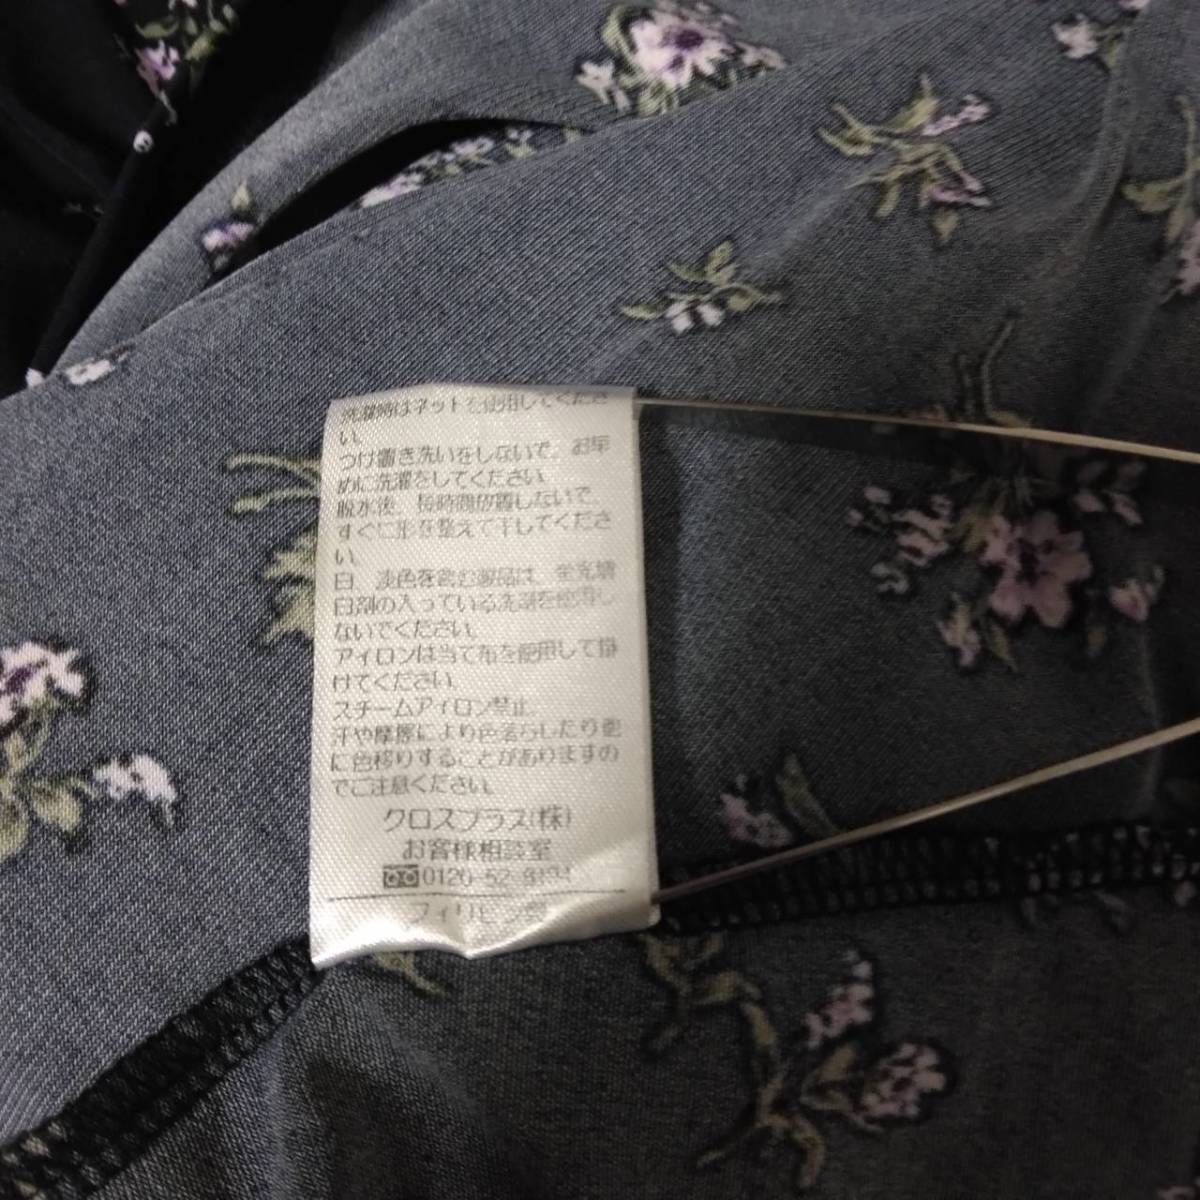 洗濯時はネットを使用してくださ
い。
つけ置き洗いをしないで、お早
めに洗濯をしてください。
脱水後、長時間放置しないで
すぐに形を整えて干してくださ
い。
白、淡色を含む製品は、蛍光増
白剤の入っている洗剤を使用し
ないでください。
アイロンは当て布を使用して掛
けてください。
スチームアイロン禁止。
汗や摩擦により色落ちしたり他
に色移りすることがありますの
でご注意ください。
クロスプラス(株)
お客様相談室
0120-52-8194
フィリピン製